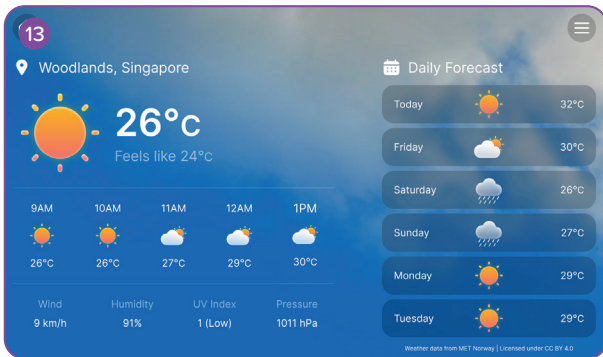 13
Woodlands, Singapore
26°c
Feels like 24°c
9AM 10AM 11AM 12AM 1PM
26°C 26°C 27°C 29°C 30°C
Wind Humidity UV Index Pressure
9 km/h 91% 1 (Low) 1011 hPa
Daily Forecast
Today 32°C
Friday 30°C
Saturday 26°C
Sunday 27°C
Monday 29°C
Tuesday 29°C
Weather data from MET Norway | Licensed under CC BY 4.0